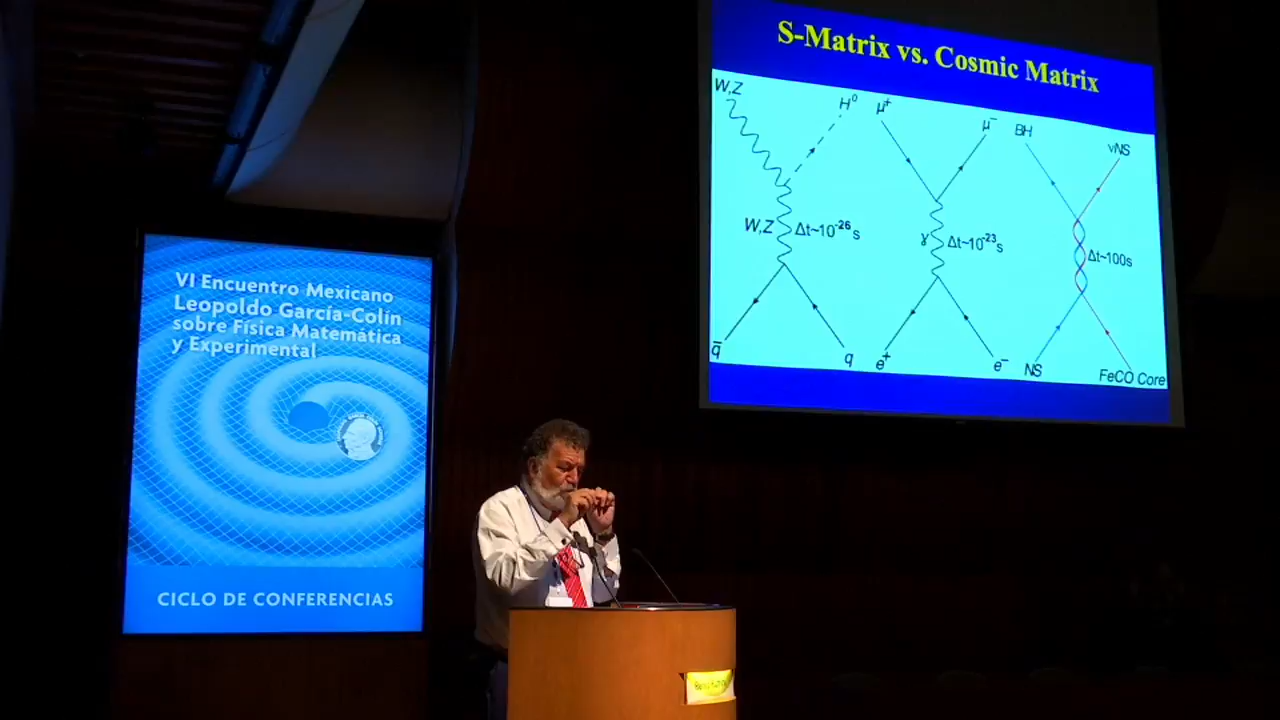 S-Matrix vs. Cosmic Matrix
W,Z
H⁰
μ⁺
μ⁻
BH
νNS
W,Z
Δt~10⁻²⁶s
γ
Δt~10⁻²³s
Δt~100s
q̅
q
e⁺
e⁻
NS
FeCO Core
VI Encuentro Mexicano
Leopoldo García-Colín
sobre Física Matemática
y Experimental
CICLO DE CONFERENCIAS